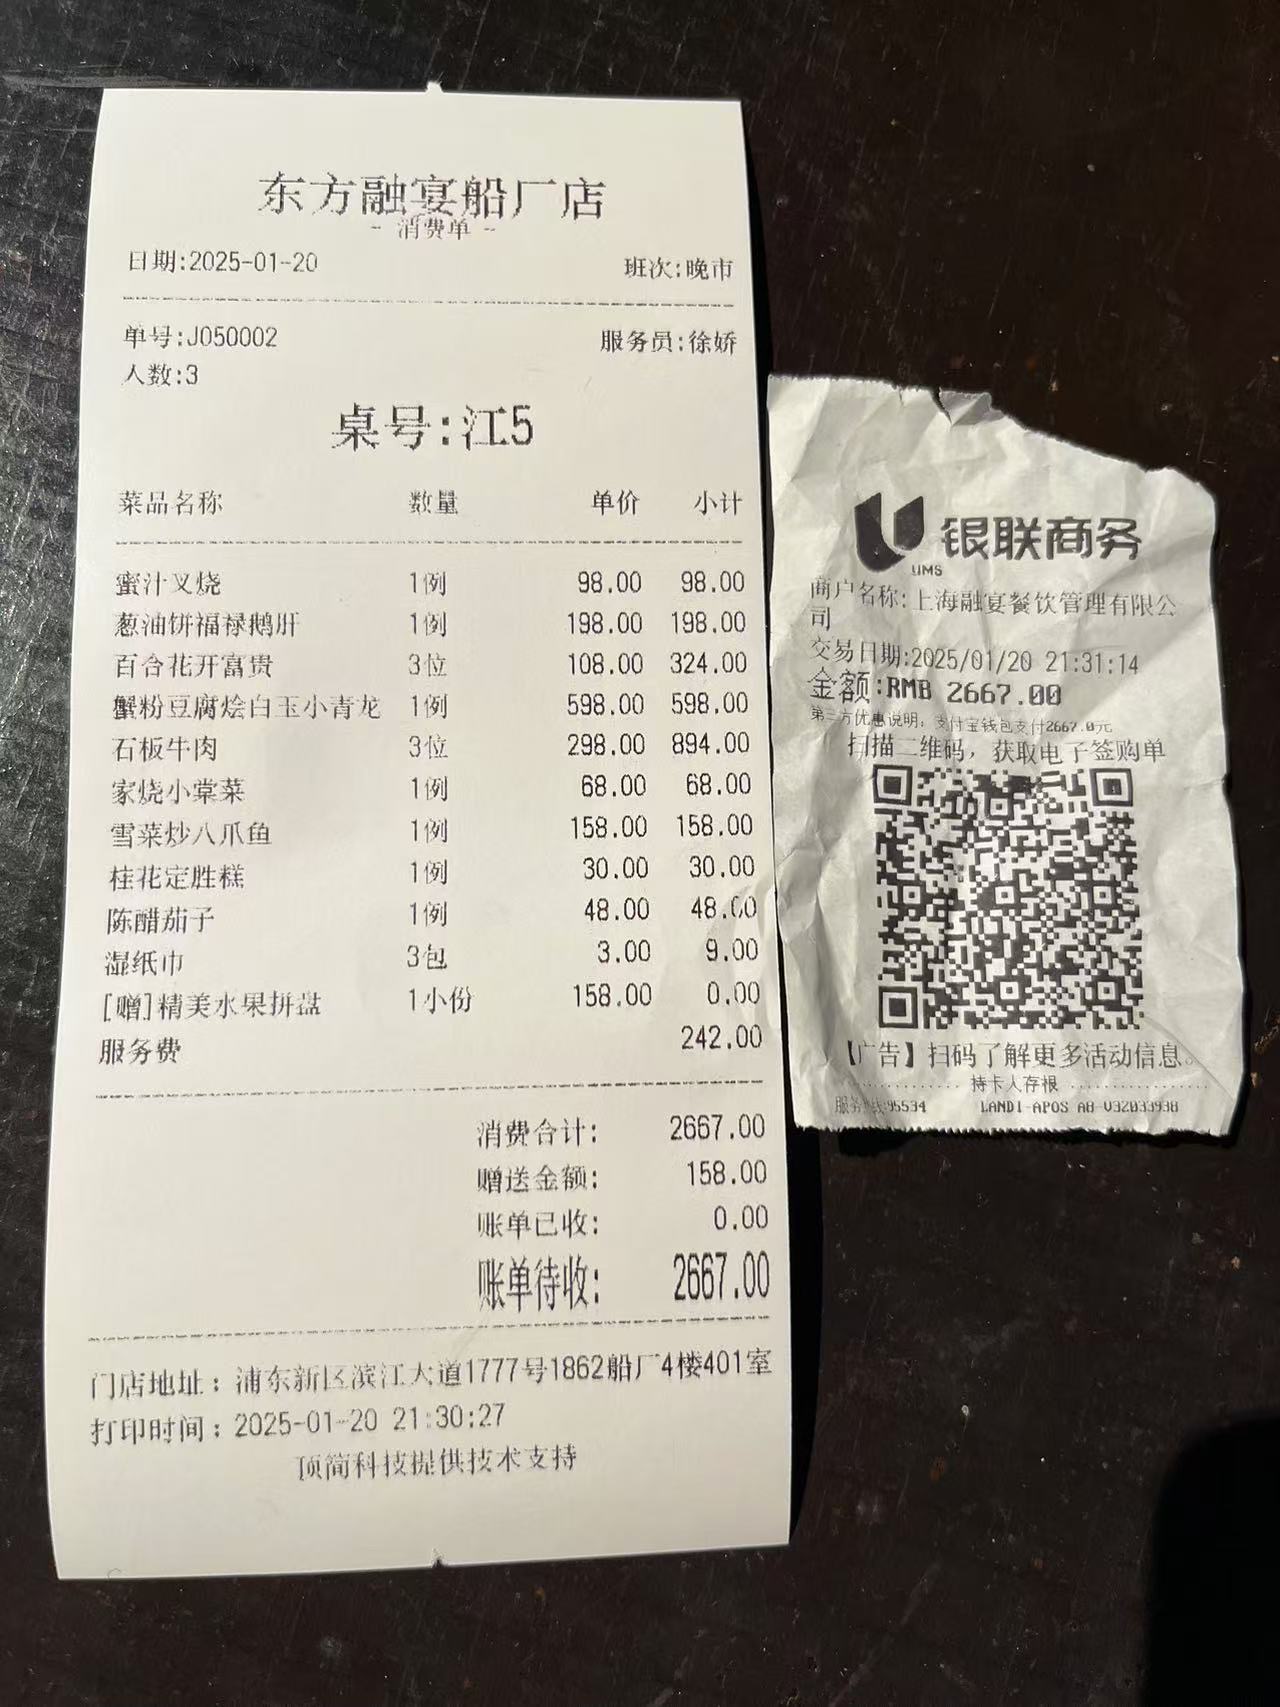 东方融宴船厂店
- 消费单 -
日期:2025-01-20 班次:晚市
单号:J050002 服务员:徐娇
人数:3
桌号:江5
菜品名称 数量 单价 小计
蜜汁叉烧 1例 98.00 98.00
葱油饼福禄鹅肝 1例 198.00 198.00
百合花开富贵 3位 108.00 324.00
蟹粉豆腐烩白玉小青龙 1例 598.00 598.00
石板牛肉 3位 298.00 894.00
家烧小棠菜 1例 68.00 68.00
雪菜炒八爪鱼 1例 158.00 158.00
桂花定胜糕 1例 30.00 30.00
陈醋茄子 1例 48.00 48.00
湿纸巾 3包 3.00 9.00
[赠]精美水果拼盘 1小份 158.00 0.00
服务费 242.00
消费合计: 2667.00
赠送金额: 158.00
账单已收: 0.00
账单待收: 2667.00
门店地址：浦东新区滨江大道1777号1862船厂4楼401室
打印时间：2025-01-20 21:30:27
顶简科技提供技术支持
银联商务
UMS
商户名称:上海融宴餐饮管理有限公
司
交易日期:2025/01/20 21:31:14
金额:RMB 2667.00
第三方优惠说明: 支付宝钱包支付2667.0元
扫描二维码，获取电子签购单
【广告】扫码了解更多活动信息。
持卡人存根
服务热线:95534 LANDI-APOS A8-V32033938